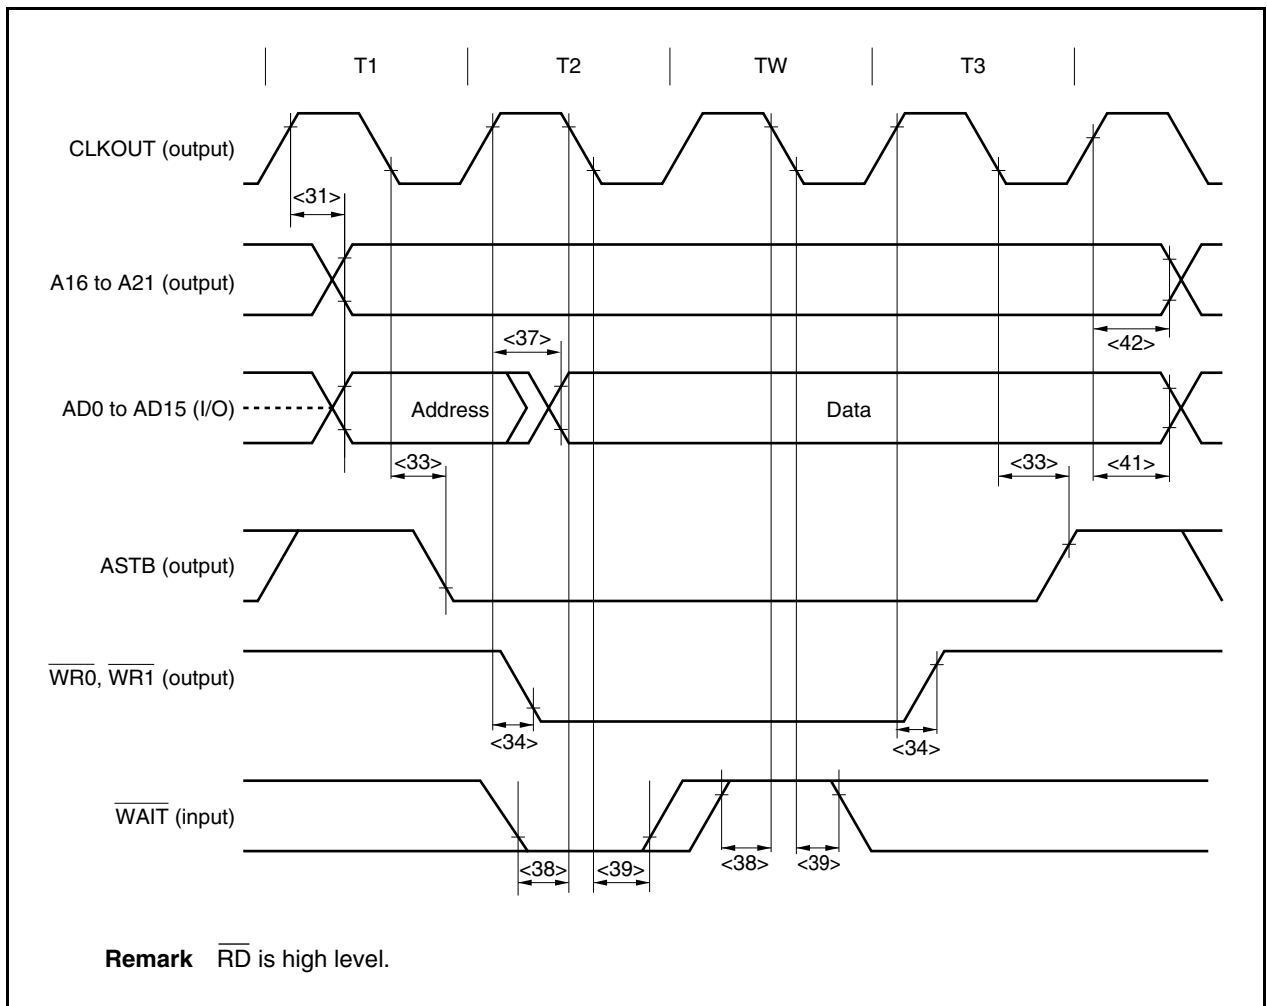 T1 T2 TW T3
CLKOUT (output)
<31>
A16 to A21 (output)
<42>
<37>
AD0 to AD15 (I/O) Address Data
<33> <33> <41>
ASTB (output)
WR0, WR1 (output)
<34> <34>
WAIT (input)
<38> <39> <38> <39>
Remark RD is high level.